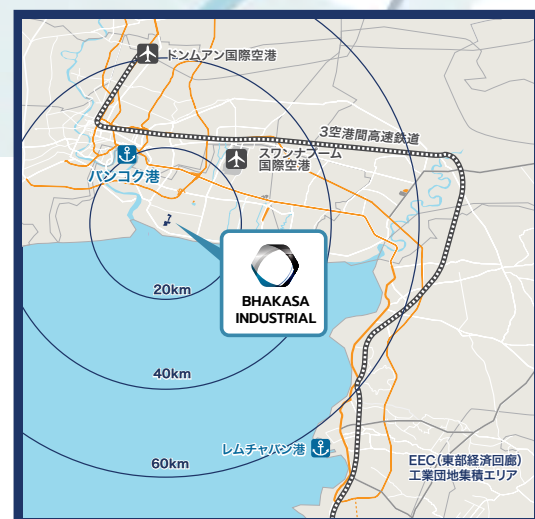 ドンムアン国際空港
3空港間高速鉄道
スワンナプーム
国際空港
バンコク港
BHAKASA
INDUSTRIAL
20km
40km
レムチャバン港
60km
EEC(東部経済回廊)
工業団地集積エリア